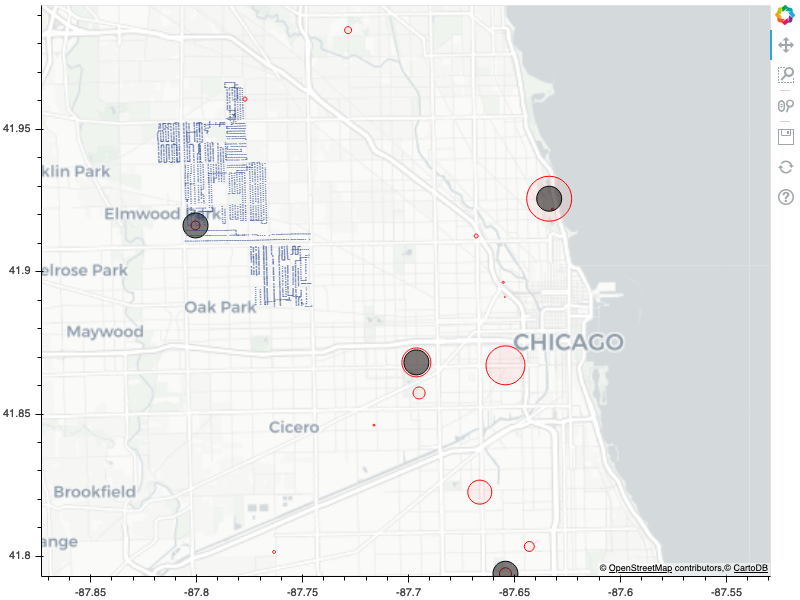 41.95
klin Park
Elmwood Park
41.9
elrose Park
Oak Park
Maywood
CHICAGO
41.85
Cicero
Brookfield
ange
41.8
© OpenStreetMap contributors,© CartoDB
-87.85
-87.8
-87.75
-87.7
-87.65
-87.6
-87.55